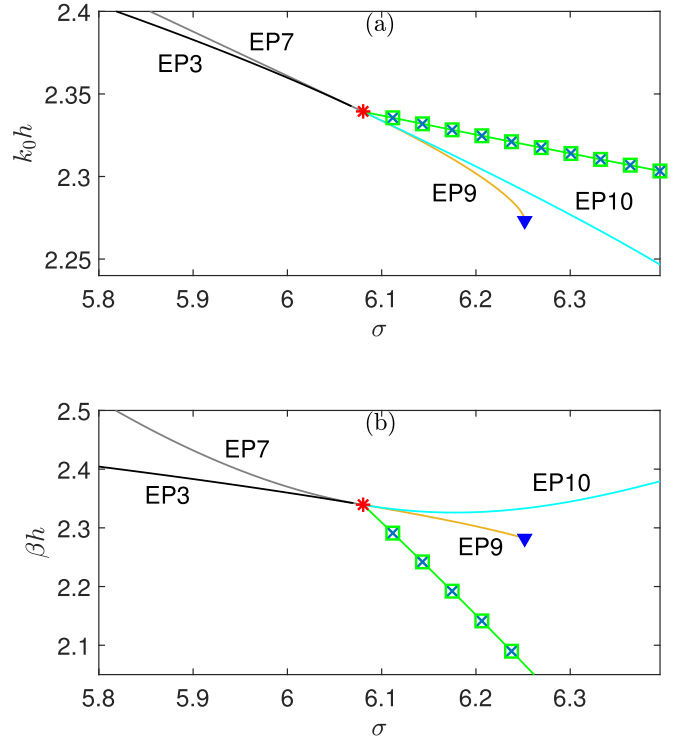 (a)
2.4
2.35
2.3
2.25
k₀h
EP7
EP3
EP9
EP10
5.8 5.9 6 6.1 6.2 6.3
σ
(b)
2.5
2.4
2.3
2.2
2.1
βh
EP7
EP3
EP10
EP9
5.8 5.9 6 6.1 6.2 6.3
σ